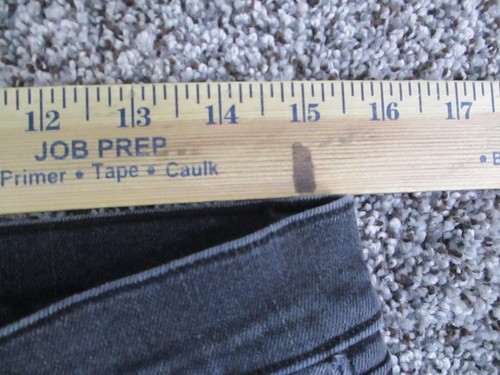 12 13 14 15 16 17
JOB PREP
Primer • Tape • Caulk